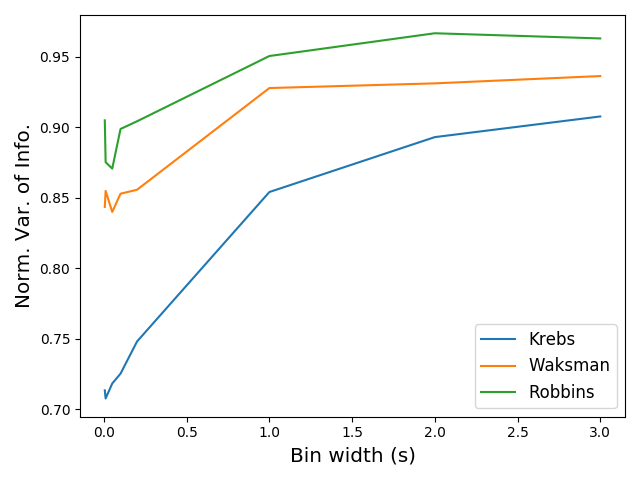 Norm. Var. of Info.
0.95
0.90
0.85
0.80
0.75
0.70
0.0 0.5 1.0 1.5 2.0 2.5 3.0
Bin width (s)
Krebs
Waksman
Robbins